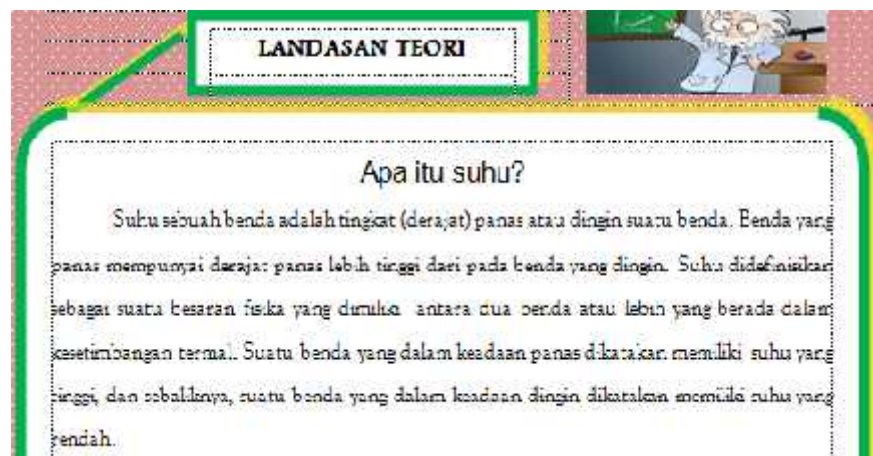 LANDASAN TEORI
Apa itu suhu?
Suhu sebuah benda adalah tingkat (derajat) panas atau dingin suatu benda. Benda yang
panas mempunyai derajat panas lebih tinggi dari pada benda yang dingin. Suhu didefinisikan
sebagai suatu besaran fisika yang dimiliki antara dua benda atau lebih yang berada dalam
kesetimbangan termal. Suatu benda yang dalam keadaan panas dikatakan memiliki suhu yang
tinggi, dan sebaliknya, suatu benda yang dalam keadaan dingin dikatakan memiliki suhu yang
rendah.